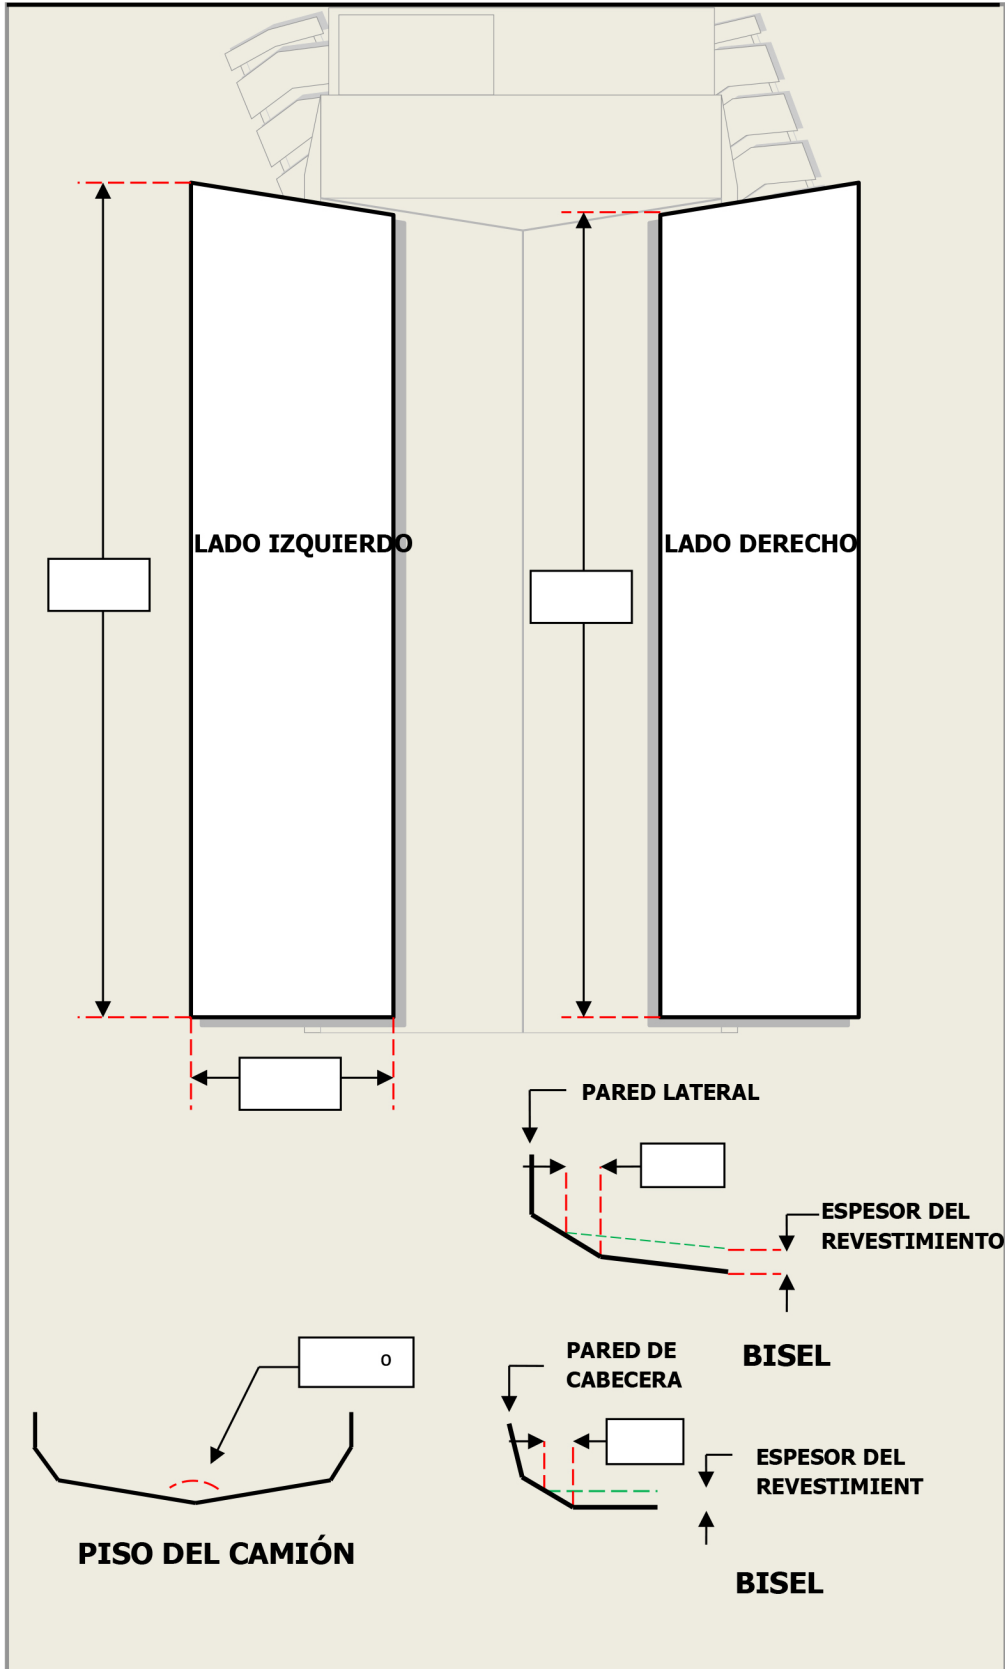 LADO IZQUIERDO
LADO DERECHO
PARED LATERAL
ESPESOR DEL
REVESTIMIENTO
BISEL
o
PARED DE
CABECERA
ESPESOR DEL
REVESTIMIENT
PISO DEL CAMIÓN
BISEL